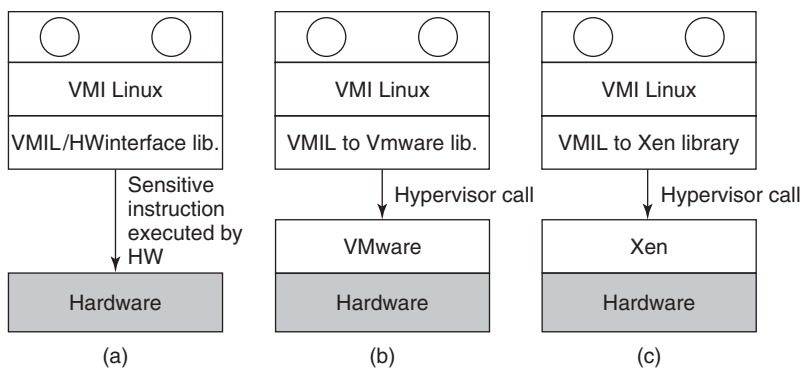 VMI Linux
VMIL/HWinterface lib.
Sensitive
instruction
executed by
HW
Hardware
(a)
VMI Linux
VMIL to Vmware lib.
Hypervisor call
VMware
Hardware
(b)
VMI Linux
VMIL to Xen library
Hypervisor call
Xen
Hardware
(c)